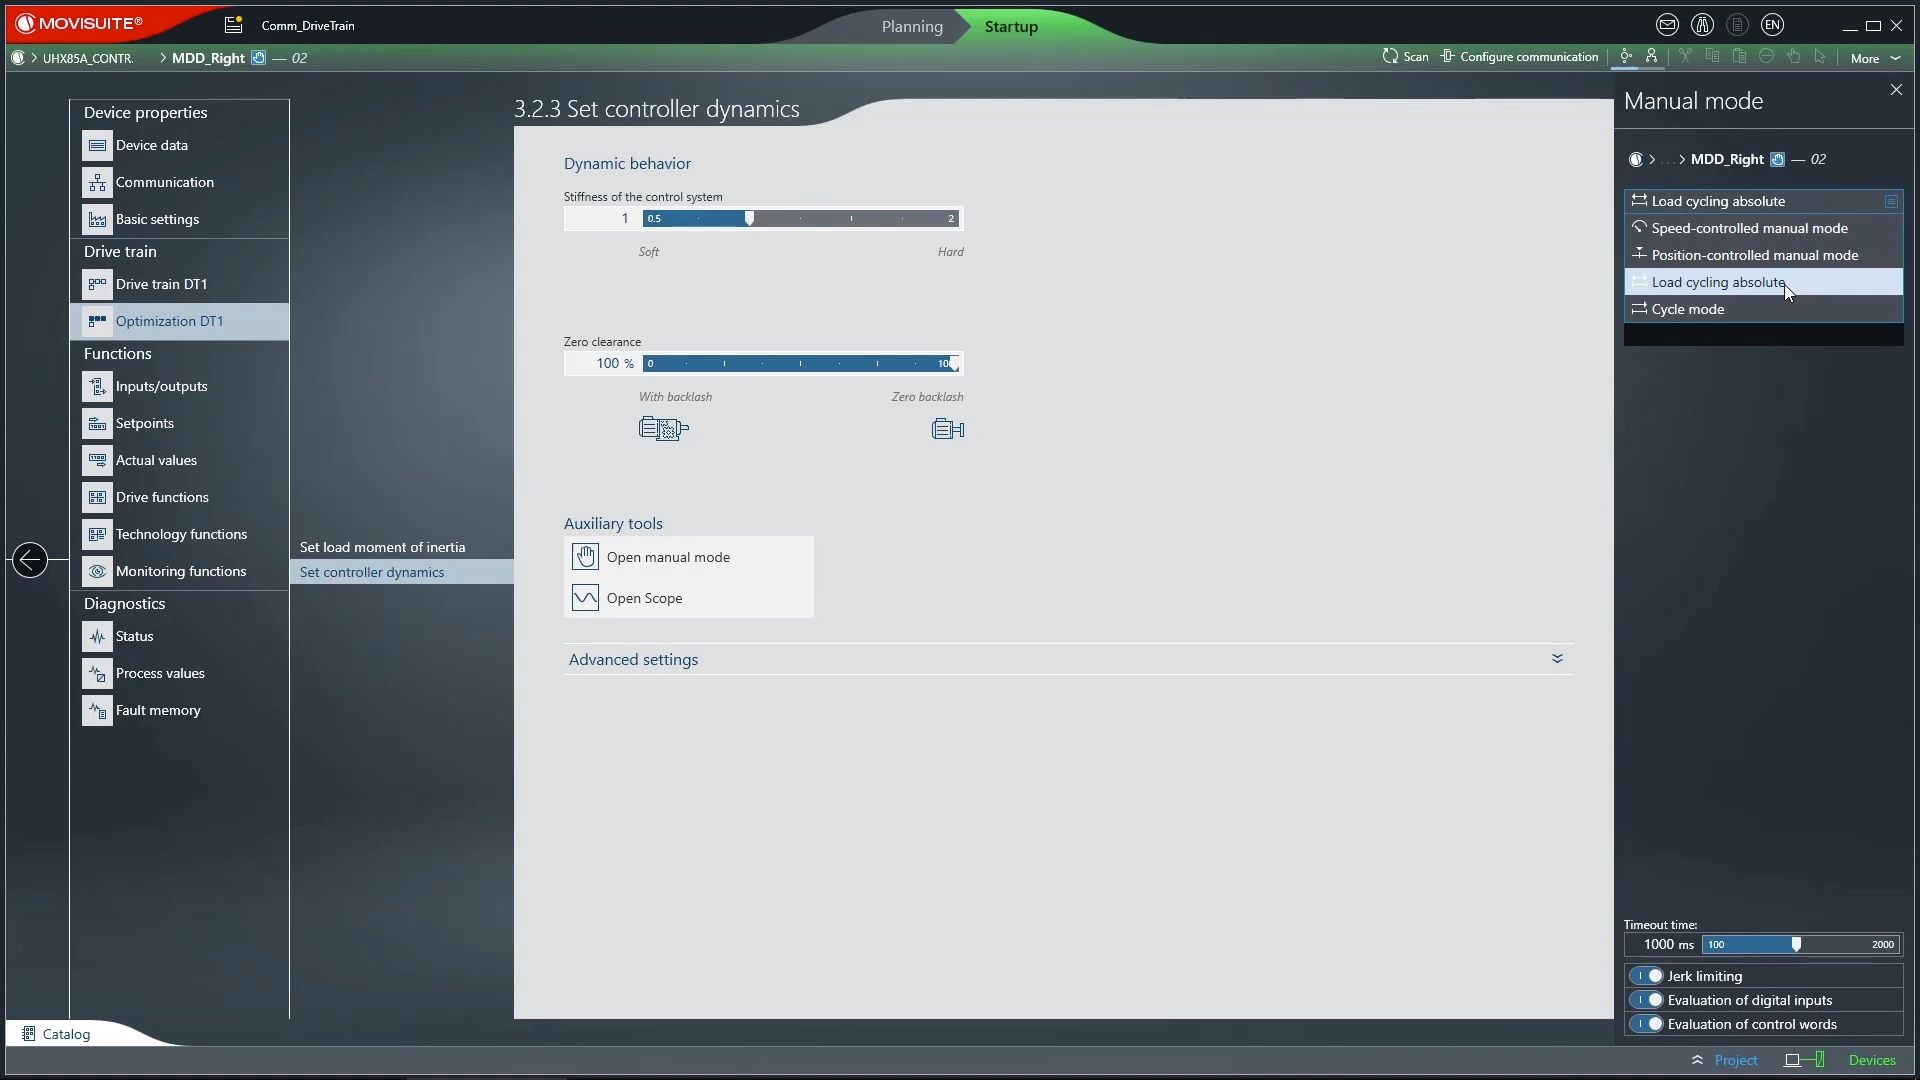 MOVISUITE®
Comm_DriveTrain
Planning
Startup
EN
UHX85A_CONTR.
MDD_Right — 02
Scan
Configure communication
More
Device properties
Device data
Communication
Basic settings
Drive train
Drive train DT1
Optimization DT1
Functions
Inputs/outputs
Setpoints
Actual values
Drive functions
Technology functions
Monitoring functions
Diagnostics
Status
Process values
Fault memory
Set load moment of inertia
Set controller dynamics
3.2.3 Set controller dynamics
Dynamic behavior
Stiffness of the control system
1 0.5 2
Soft Hard
Zero clearance
100 % 0
With backlash Zero backlash
Auxiliary tools
Open manual mode
Open Scope
Advanced settings
Manual mode
... MDD_Right — 02
Load cycling absolute
Speed-controlled manual mode
Position-controlled manual mode
Load cycling absolute
Cycle mode
Timeout time:
1000 ms 100 2000
Jerk limiting
Evaluation of digital inputs
Evaluation of control words
Catalog
Project
Devices